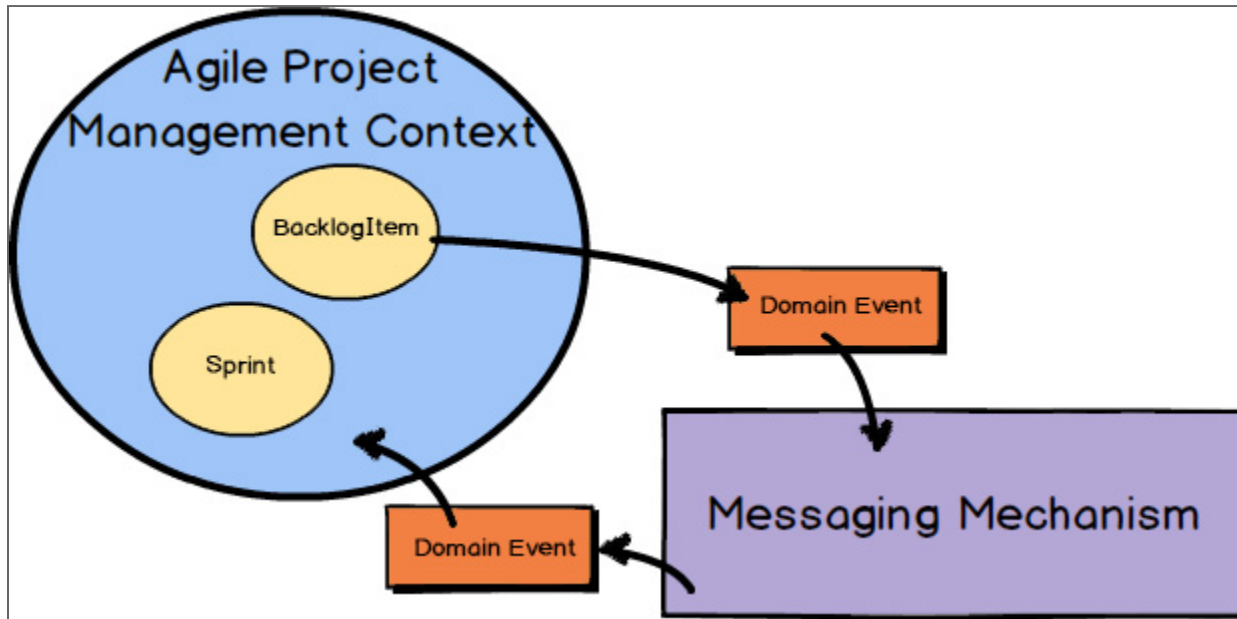 Agile Project
Management Context
BacklogItem
Domain Event
Sprint
Messaging Mechanism
Domain Event